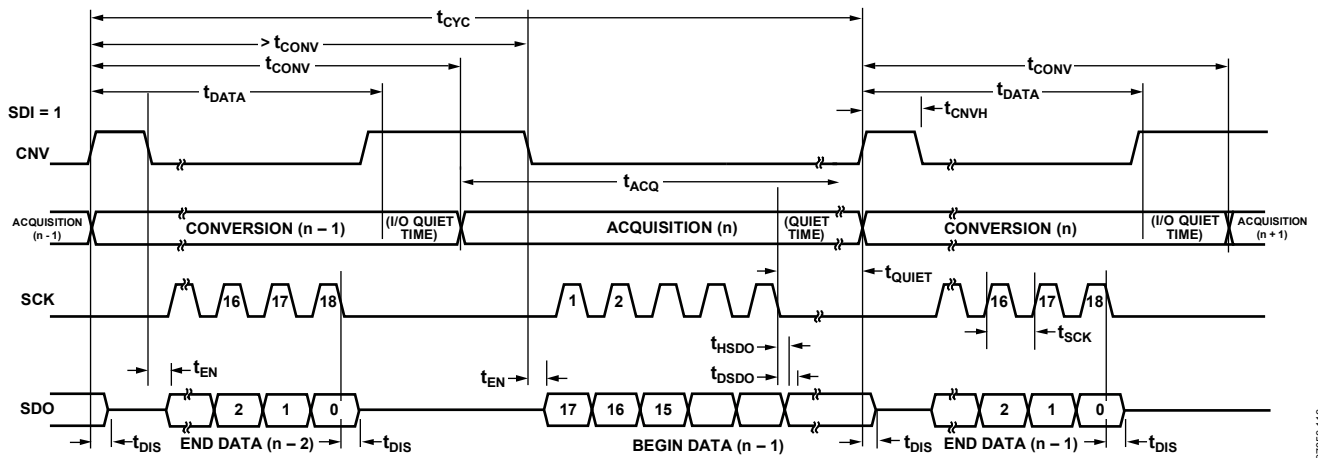 tCYC
> tCONV
tCONV
tCONV
tDATA
tDATA
SDI = 1
tCNVH
CNV
tACQ
ACQUISITION
(n - 1)
CONVERSION (n – 1)
(I/O QUIET
TIME)
ACQUISITION (n)
(QUIET
TIME)
CONVERSION (n)
(I/O QUIET
TIME)
ACQUISITION
(n + 1)
tQUIET
SCK
16 17 18
1 2
16 17 18
tHSDO
tSCK
tEN
tEN
tDSDO
SDO
2 1 0
17 16 15
2 1 0
tDIS
END DATA (n – 2)
tDIS
BEGIN DATA (n – 1)
tDIS
END DATA (n – 1)
tDIS